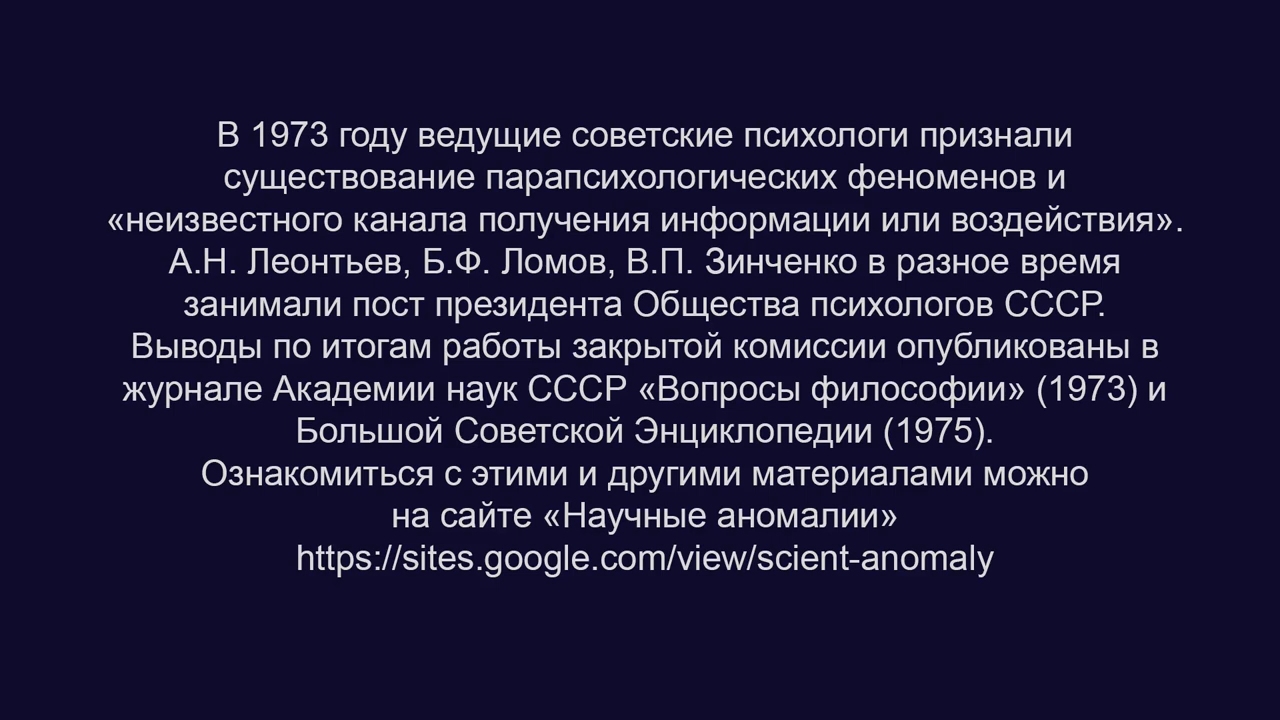 В 1973 году ведущие советские психологи признали
существование парапсихологических феноменов и
«неизвестного канала получения информации или воздействия».
А.Н. Леонтьев, Б.Ф. Ломов, В.П. Зинченко в разное время
занимали пост президента Общества психологов СССР.
Выводы по итогам работы закрытой комиссии опубликованы в
журнале Академии наук СССР «Вопросы философии» (1973) и
Большой Советской Энциклопедии (1975).
Ознакомиться с этими и другими материалами можно
на сайте «Научные аномалии»
https://sites.google.com/view/scient-anomaly